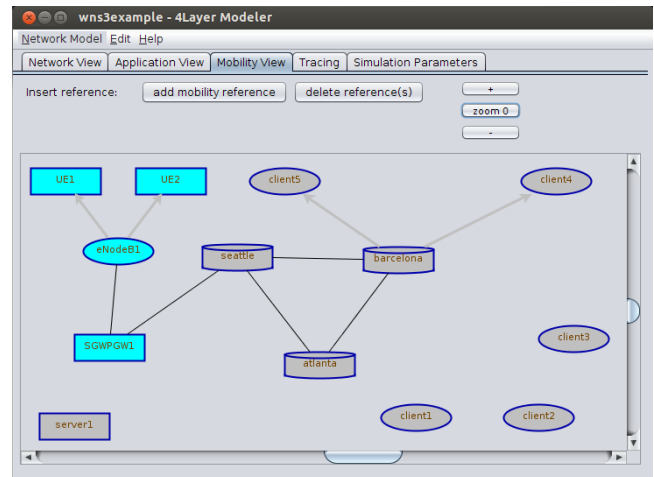 wns3example - 4Layer Modeler
Network Model Edit Help
Network View Application View Mobility View Tracing Simulation Parameters
Insert reference: add mobility reference delete reference(s) +
zoom 0
-
UE1 UE2 client5 client4
eNodeB1 seattle barcelona
SGWPGW1 atlanta client3
server1 client1 client2